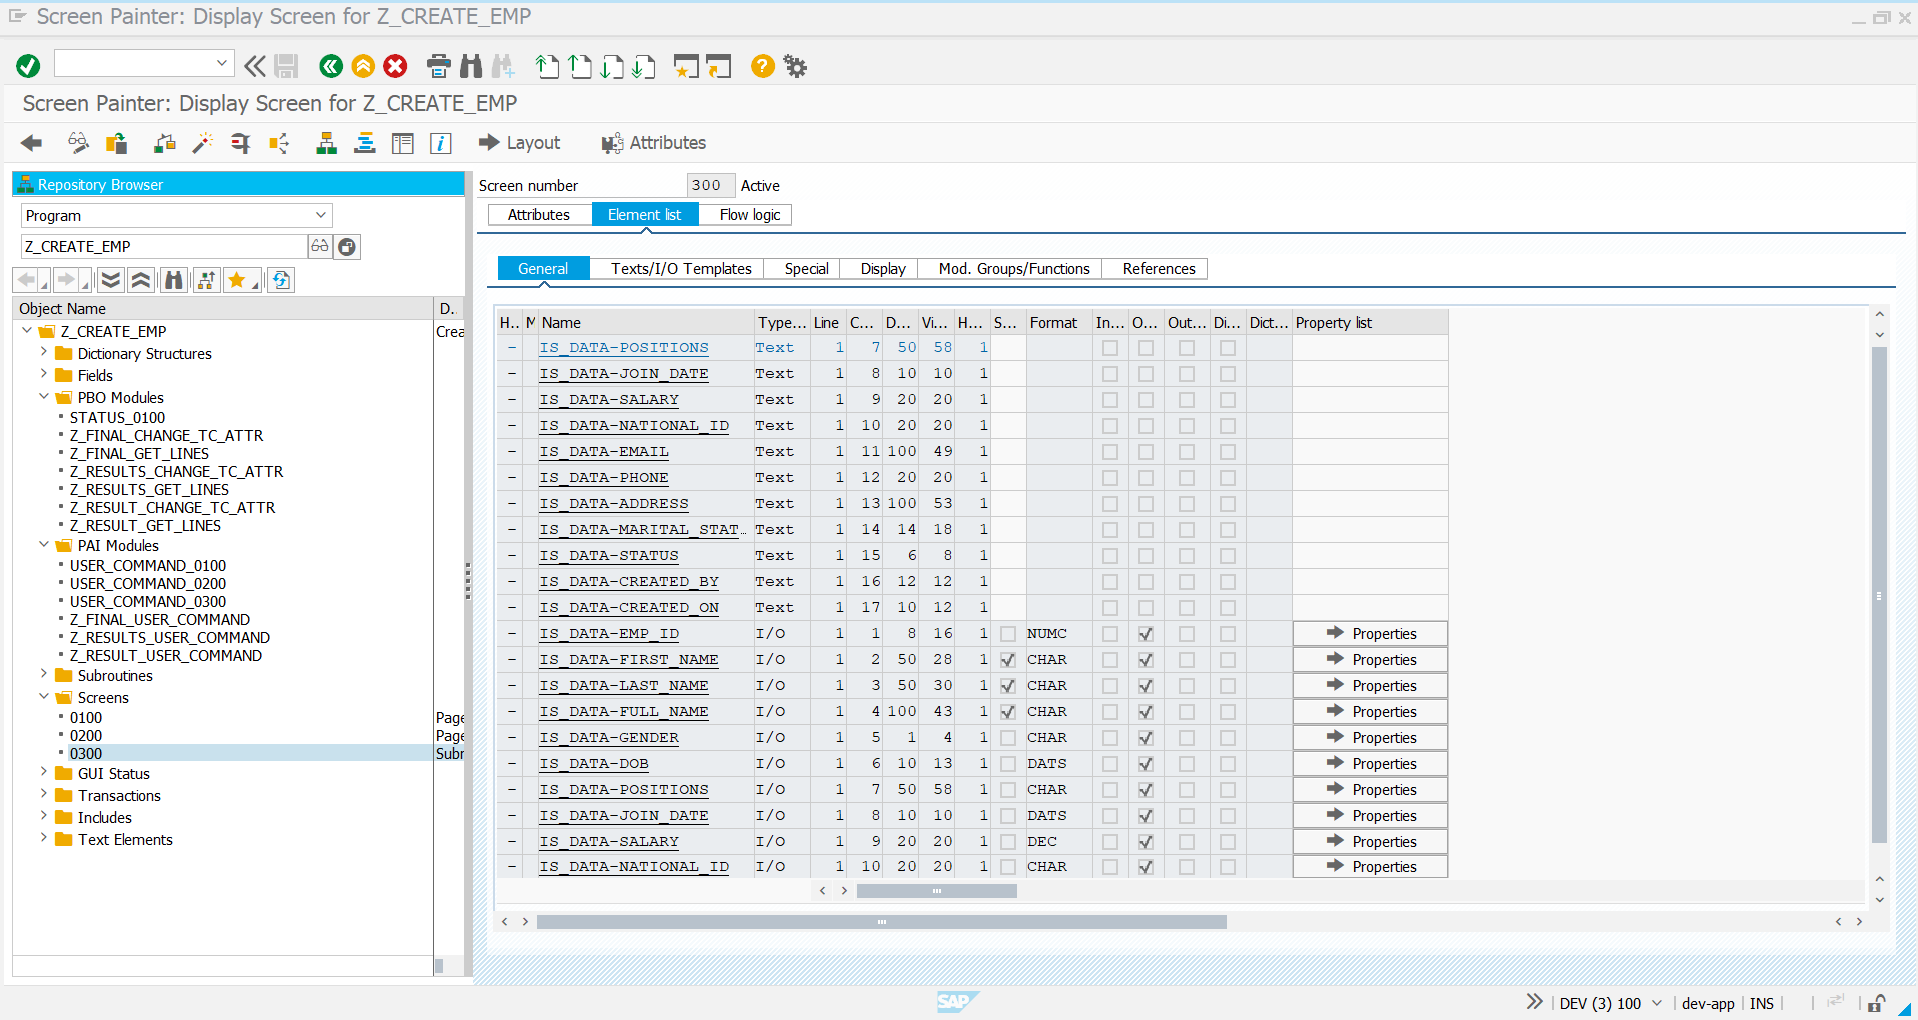 Screen Painter: Display Screen for Z_CREATE_EMP
Screen Painter: Display Screen for Z_CREATE_EMP
Layout Attributes
Repository Browser
Program
Z_CREATE_EMP
Object Name D..
Z_CREATE_EMP Crea
Dictionary Structures
Fields
PBO Modules
STATUS_0100
Z_FINAL_CHANGE_TC_ATTR
Z_FINAL_GET_LINES
Z_RESULTS_CHANGE_TC_ATTR
Z_RESULTS_GET_LINES
Z_RESULT_CHANGE_TC_ATTR
Z_RESULT_GET_LINES
PAI Modules
USER_COMMAND_0100
USER_COMMAND_0200
USER_COMMAND_0300
Z_FINAL_USER_COMMAND
Z_RESULTS_USER_COMMAND
Z_RESULT_USER_COMMAND
Subroutines
Screens
0100 Page
0200 Page
0300 Subr
GUI Status
Transactions
Includes
Text Elements
Screen number 300 Active
Attributes Element list Flow logic
General Texts/I/O Templates Special Display Mod. Groups/Functions References
H.. M Name Type... Line C... D... Vi... H... S... Format In... O... Out... Di... Dict... Property list
- IS_DATA-POSITIONS Text 1 7 50 58 1
- IS_DATA-JOIN_DATE Text 1 8 10 10 1
- IS_DATA-SALARY Text 1 9 20 20 1
- IS_DATA-NATIONAL_ID Text 1 10 20 20 1
- IS_DATA-EMAIL Text 1 11 100 49 1
- IS_DATA-PHONE Text 1 12 20 20 1
- IS_DATA-ADDRESS Text 1 13 100 53 1
- IS_DATA-MARITAL_STAT... Text 1 14 14 18 1
- IS_DATA-STATUS Text 1 15 6 8 1
- IS_DATA-CREATED_BY Text 1 16 12 12 1
- IS_DATA-CREATED_ON Text 1 17 10 12 1
- IS_DATA-EMP_ID I/O 1 1 8 16 1 NUMC Properties
- IS_DATA-FIRST_NAME I/O 1 2 50 28 1 CHAR Properties
- IS_DATA-LAST_NAME I/O 1 3 50 30 1 CHAR Properties
- IS_DATA-FULL_NAME I/O 1 4 100 43 1 CHAR Properties
- IS_DATA-GENDER I/O 1 5 1 4 1 CHAR Properties
- IS_DATA-DOB I/O 1 6 10 13 1 DATS Properties
- IS_DATA-POSITIONS I/O 1 7 50 58 1 CHAR Properties
- IS_DATA-JOIN_DATE I/O 1 8 10 10 1 DATS Properties
- IS_DATA-SALARY I/O 1 9 20 20 1 DEC Properties
- IS_DATA-NATIONAL_ID I/O 1 10 20 20 1 CHAR Properties
SAP
DEV (3) 100 dev-app INS